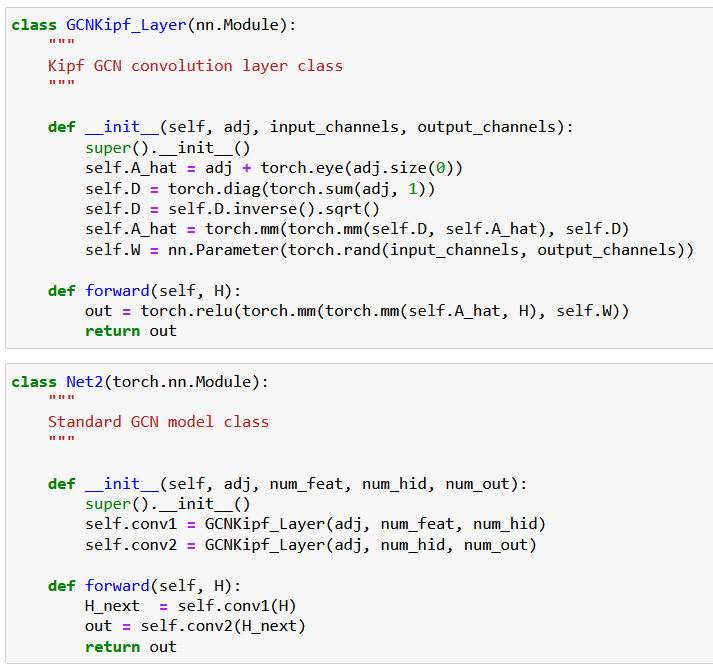 class GCNKipf_Layer(nn.Module):
    """
    Kipf GCN convolution layer class
    """
    def __init__(self, adj, input_channels, output_channels):
        super().__init__()
        self.A_hat = adj + torch.eye(adj.size(0))
        self.D = torch.diag(torch.sum(adj, 1))
        self.D = self.D.inverse().sqrt()
        self.A_hat = torch.mm(torch.mm(self.D, self.A_hat), self.D)
        self.W = nn.Parameter(torch.rand(input_channels, output_channels))
    def forward(self, H):
        out = torch.relu(torch.mm(torch.mm(self.A_hat, H), self.W))
        return out
class Net2(torch.nn.Module):
    """
    Standard GCN model class
    """
    def __init__(self, adj, num_feat, num_hid, num_out):
        super().__init__()
        self.conv1 = GCNKipf_Layer(adj, num_feat, num_hid)
        self.conv2 = GCNKipf_Layer(adj, num_hid, num_out)
    def forward(self, H):
        H_next  = self.conv1(H)
        out = self.conv2(H_next)
        return out